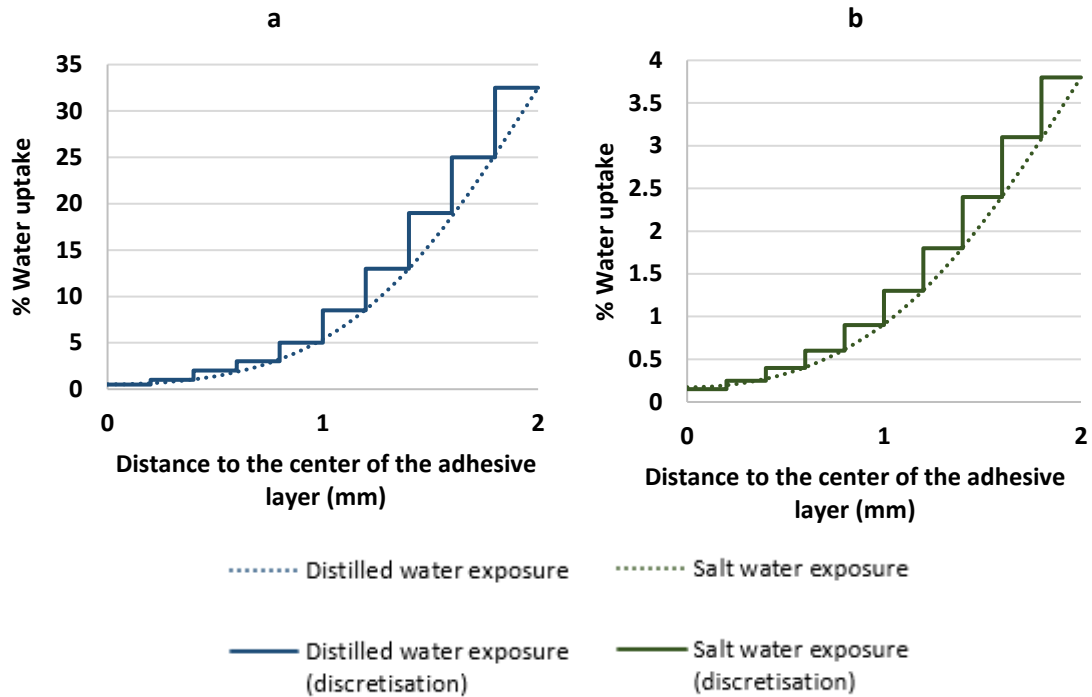 a
35
30
25
20
15
10
5
0
% Water uptake
0 1 2
Distance to the center of the adhesive
layer (mm)
b
4
3.5
3
2.5
2
1.5
1
0.5
0
% Water uptake
0 1 2
Distance to the center of the adhesive
layer (mm)
Distilled water exposure
Salt water exposure
Distilled water exposure
(discretisation)
Salt water exposure
(discretisation)